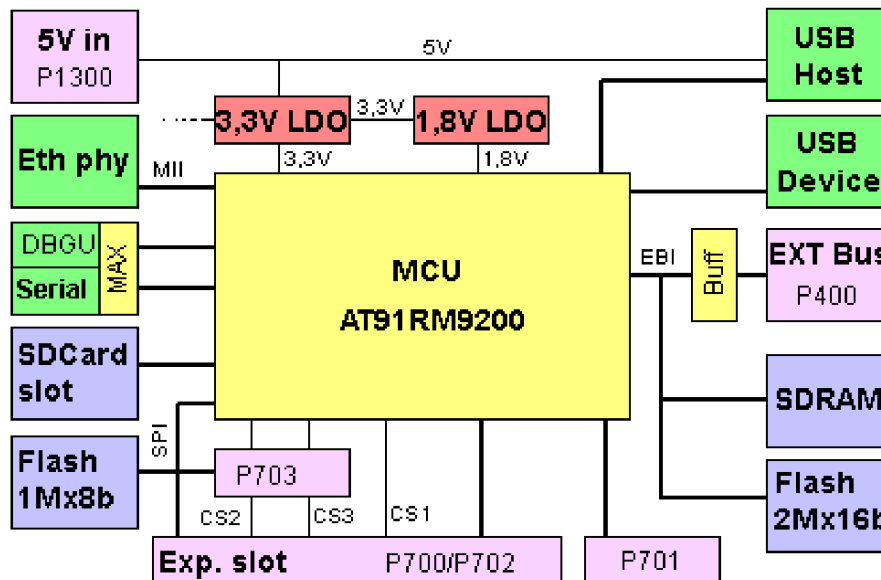 5V in
P1300
5V
USB
Host
3,3V LDO
3,3V
1,8V LDO
Eth phy
MII
3,3V
1,8V
USB
Device
DBGU
Serial
MAX
MCU
AT91RM9200
EBI
Buff
EXT Bus
P400
SDCard
slot
SDRAM
SPI
Flash
1Mx8b
P703
Flash
2Mx16b
CS2
CS3
CS1
Exp. slot
P700/P702
P701